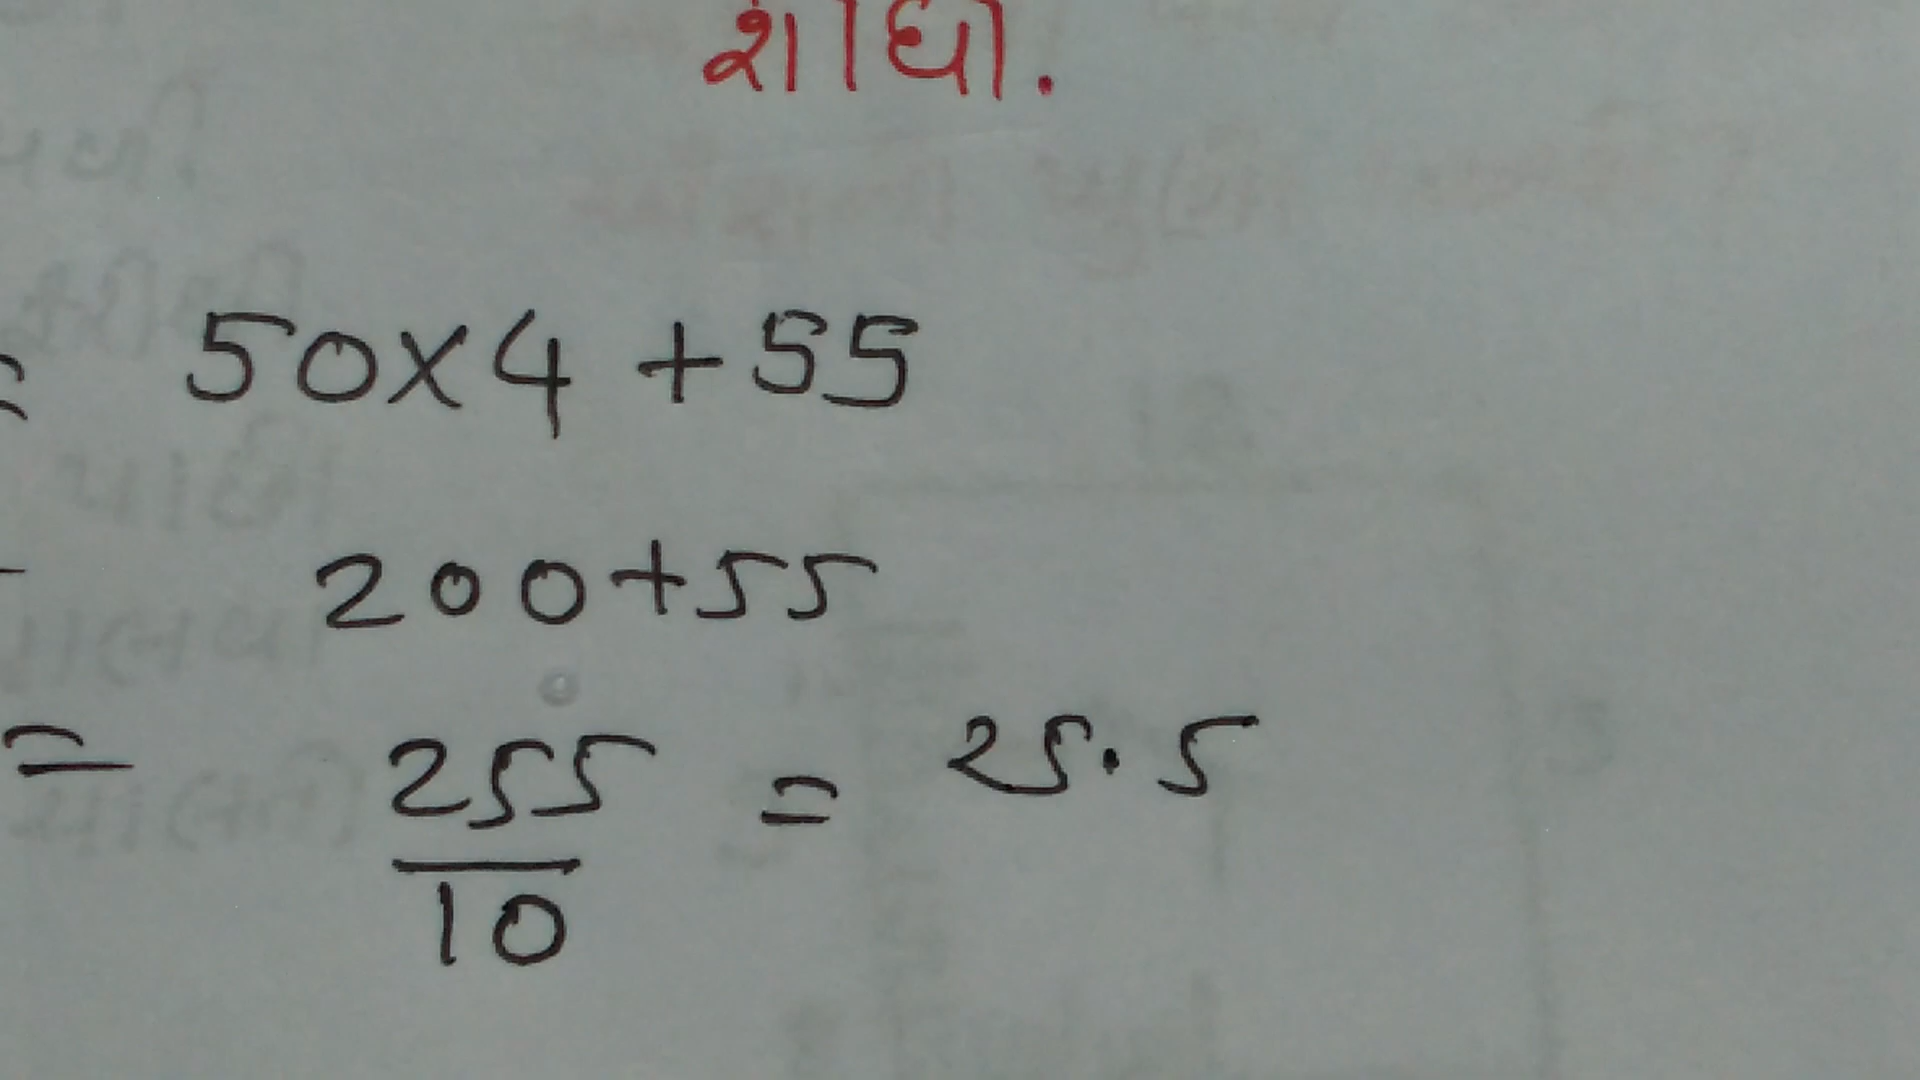 शोधा.
= 50x4 +55
= 200+55
= 255/10 = 25.5